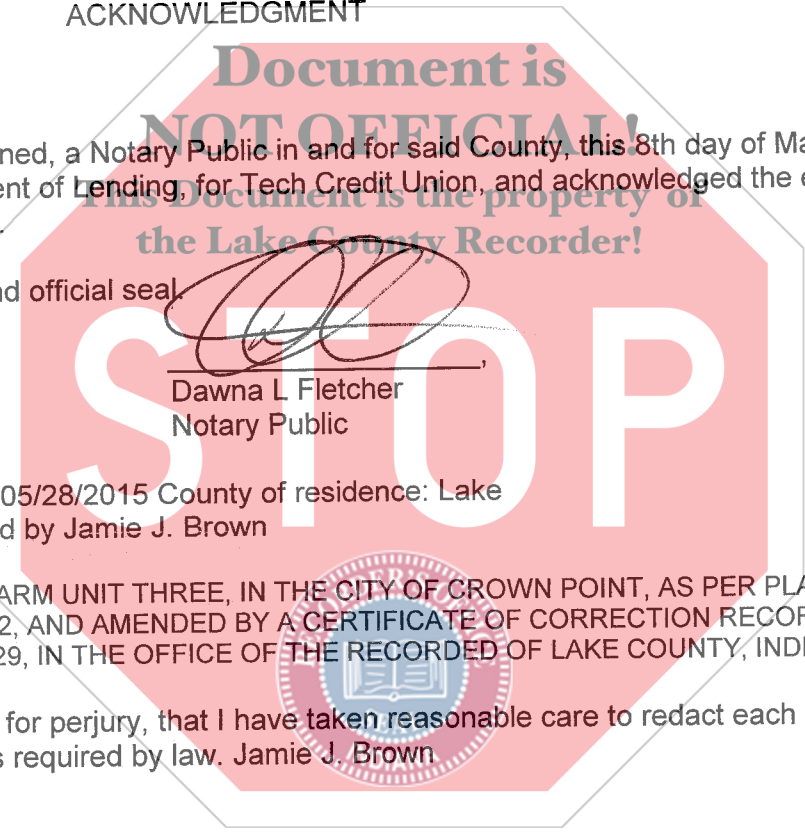 ACKNOWLEDGMENT
Document is
NOT OFFICIAL!
ned, a Notary Public in and for said County, this 8th day of Ma
ent of Lending, for Tech Credit Union, and acknowledged the e
This Document is the property of
the Lake County Recorder!
nd official seal.
STOP
Dawna L Fletcher
Notary Public
05/28/2015 County of residence: Lake
d by Jamie J. Brown
ARM UNIT THREE, IN THE CITY OF CROWN POINT, AS PER PLA
2, AND AMENDED BY A CERTIFICATE OF CORRECTION RECOR
29, IN THE OFFICE OF THE RECORDED OF LAKE COUNTY, INDI
for perjury, that I have taken reasonable care to redact each
s required by law. Jamie J. Brown
INDIANA